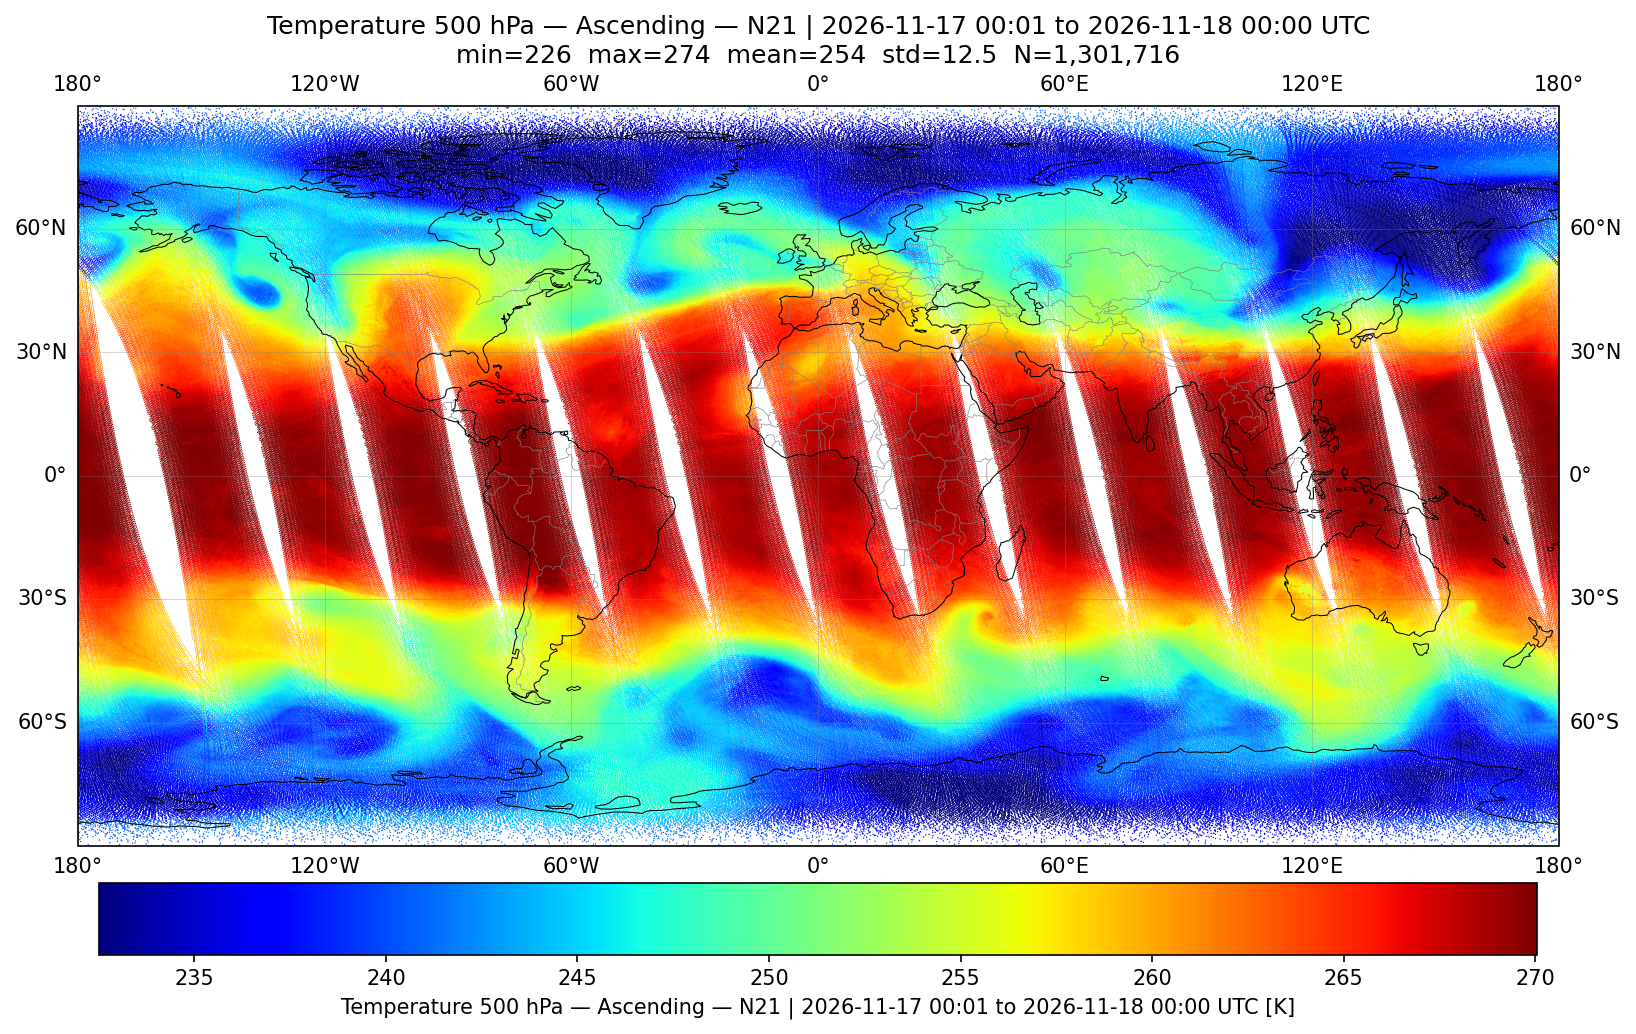 Temperature 500 hPa — Ascending — N21 | 2026-11-17 00:01 to 2026-11-18 00:00 UTC
min=226  max=274  mean=254  std=12.5  N=1,301,716
180° 120°W 60°W 0° 60°E 120°E 180°
60°N 60°N
30°N 30°N
0° 0°
30°S 30°S
60°S 60°S
180° 120°W 60°W 0° 60°E 120°E 180°
235 240 245 250 255 260 265 270
Temperature 500 hPa — Ascending — N21 | 2026-11-17 00:01 to 2026-11-18 00:00 UTC [K]